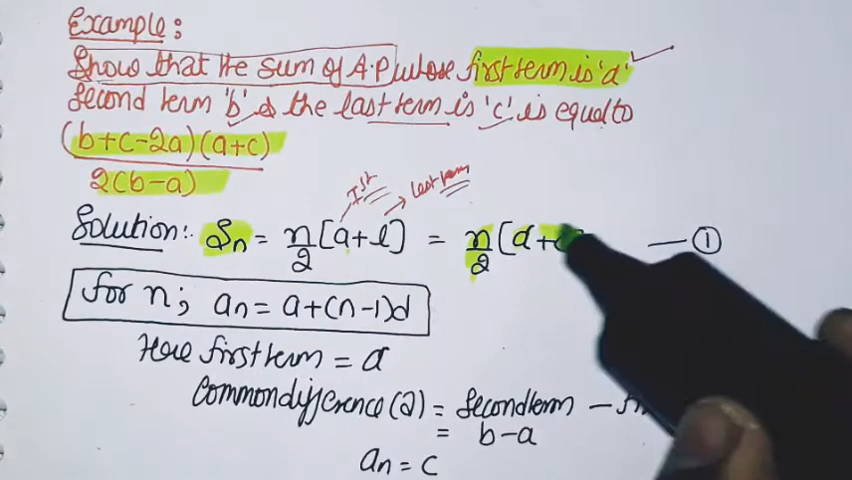 Example:
Show that the sum of A.P whose first term is 'a'
Second term 'b' & the last term is 'c' is equal to
(b+c-2a)(a+c)
2(b-a)
Ist
last term
Solution:- Sn = n/2 [a+l] = n/2 [a+ — 1
for n; an = a+(n-1)d
Here first term = a
Common difference (d) = Second term -
= b-a
an = c